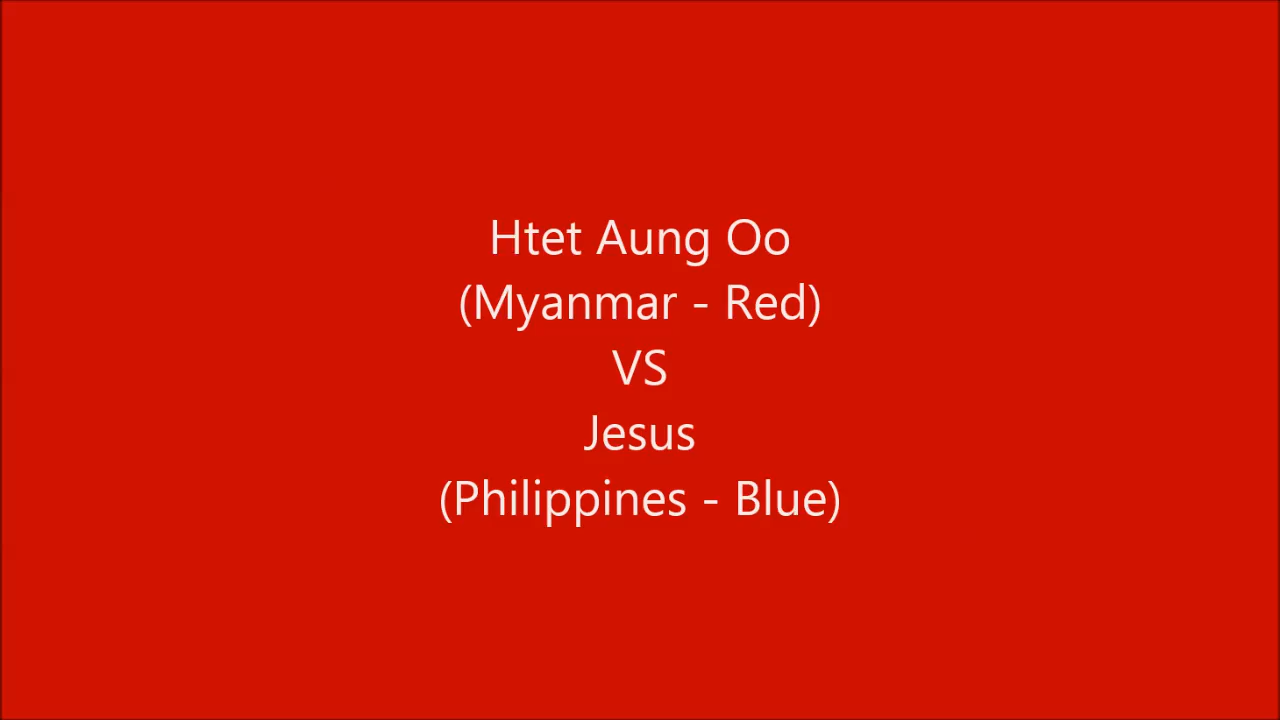 Htet Aung Oo
(Myanmar - Red)
VS
Jesus
(Philippines - Blue)